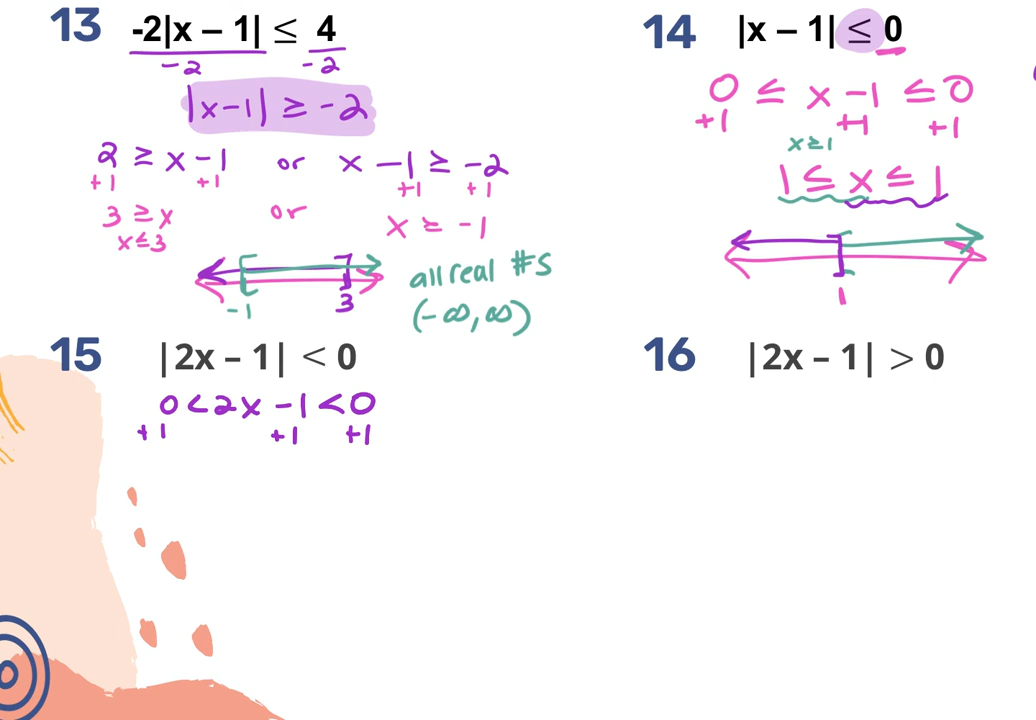 13 -2|x – 1| ≤ 4
-2 -2
|x-1| ≥ -2
2 ≥ x -1 or x -1 ≥ -2
+1 +1 +1 +1
3 ≥ x or x ≥ -1
x ≤ 3
-1 3
all real #s
(-∞, ∞)
14 |x – 1| ≤ 0
0 ≤ x -1 ≤ 0
+1 +1 +1
x ≥ 1
1 ≤ x ≤ 1
1
15 |2x – 1| < 0
0 < 2x -1 < 0
+1 +1 +1
16 |2x – 1| > 0